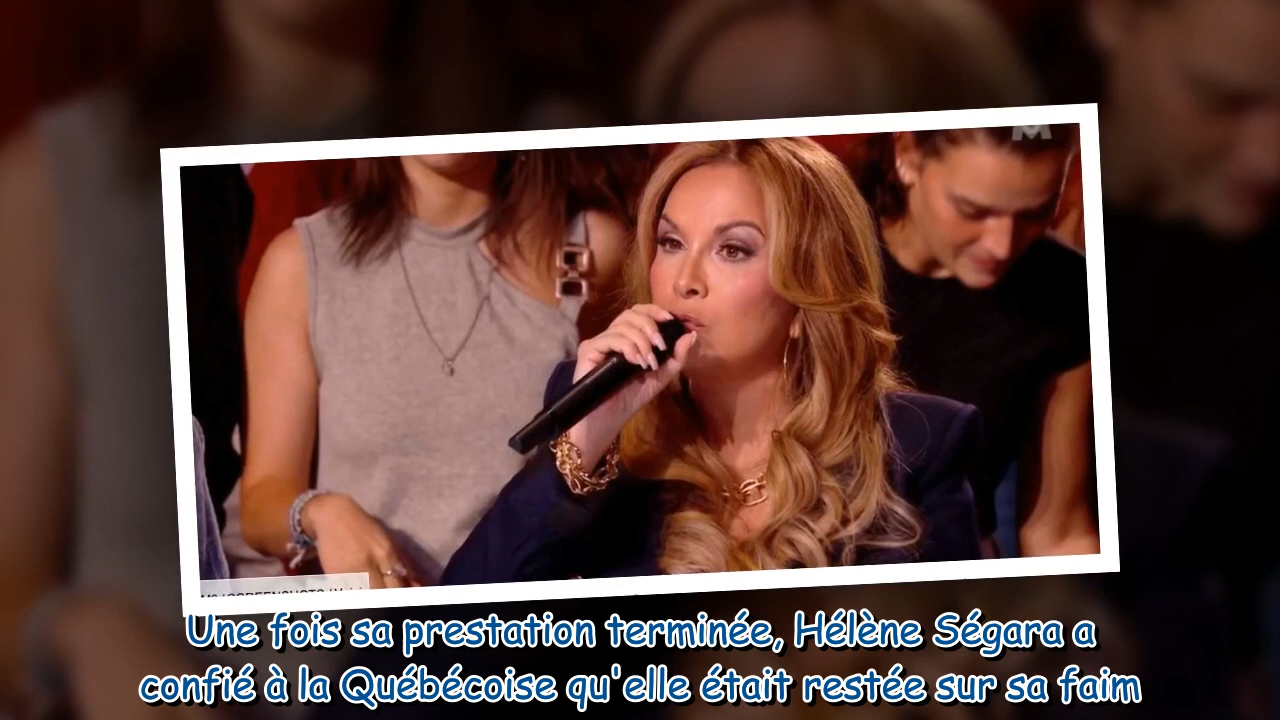 Une fois sa prestation terminée, Hélène Ségara a
confié à la Québécoise qu'elle était restée sur sa faim